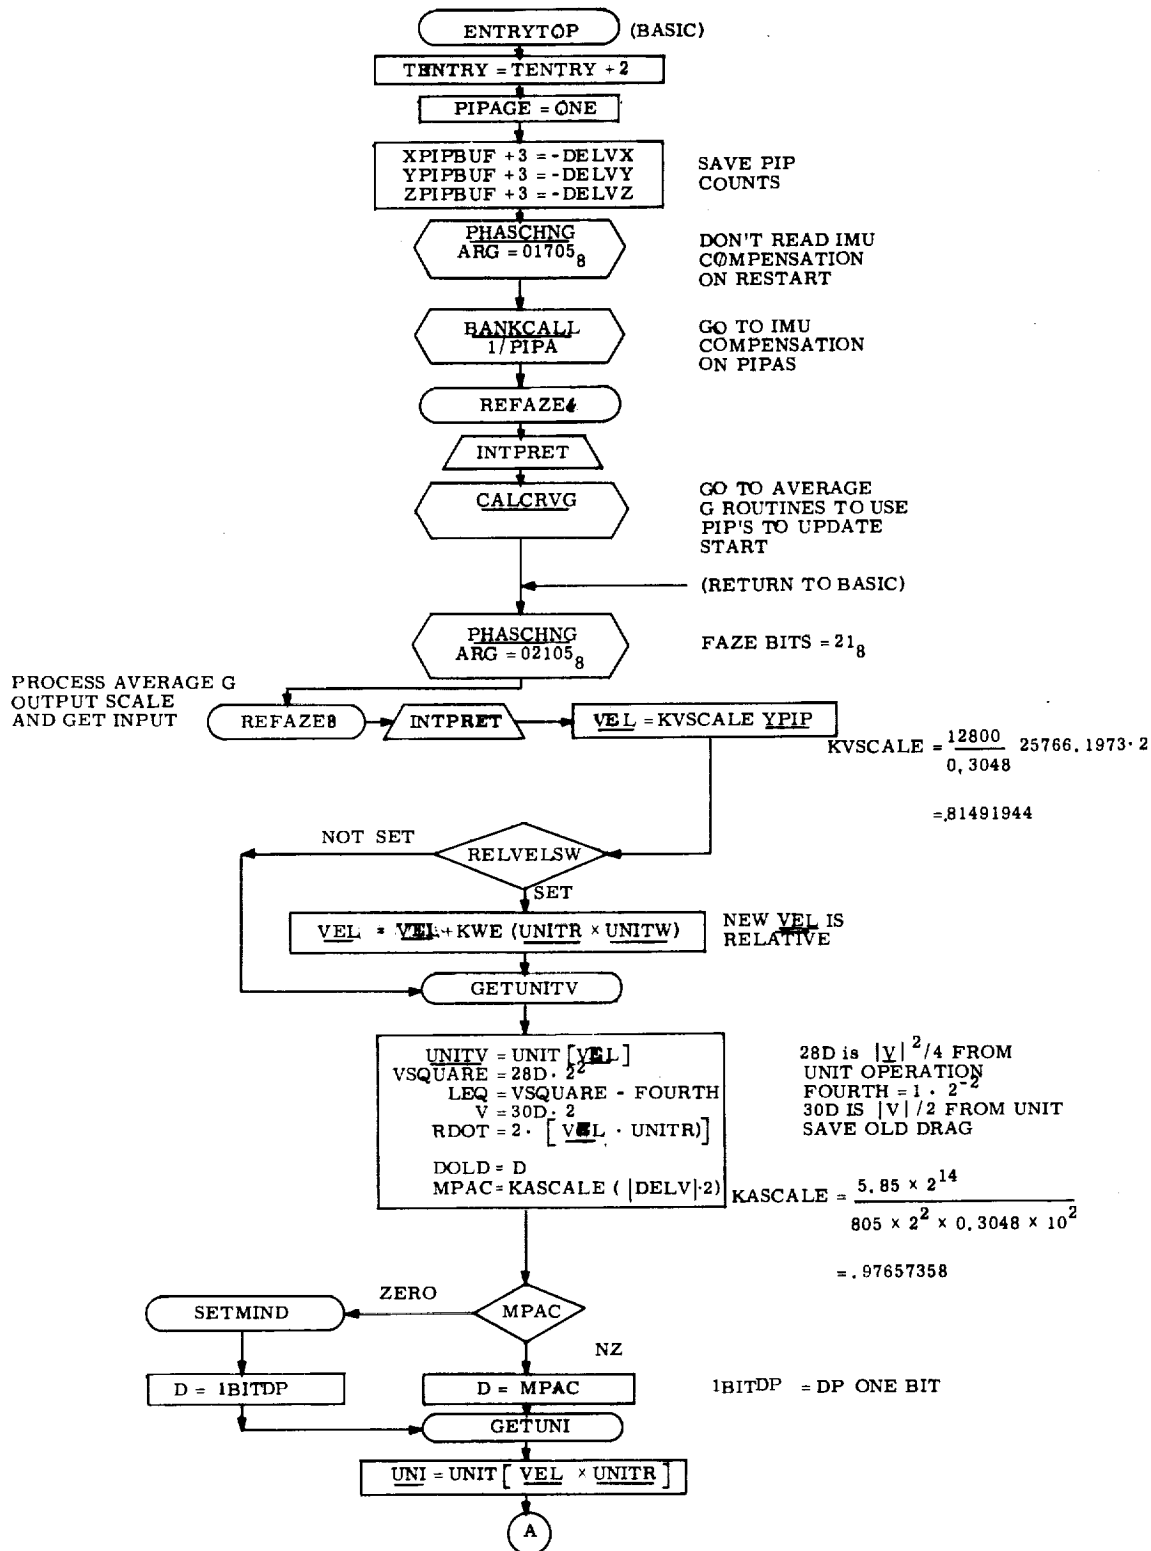 ENTRYTOP (BASIC)
TENTRY = TENTRY + 2
PIPAGE = ONE
XPIPBUF + 3 = -DELVX
YPIPBUF + 3 = -DELVY
ZPIPBUF + 3 = -DELVZ
SAVE PIP
COUNTS
PHASCHNG
ARG = 01705₈
DON'T READ IMU
COMPENSATION
ON RESTART
BANKCALL
1/PIPA
GO TO IMU
COMPENSATION
ON PIPAS
REFAZE4
INTPRET
CALCRVG
GO TO AVERAGE
G ROUTINES TO USE
PIP'S TO UPDATE
START
(RETURN TO BASIC)
PHASCHNG
ARG = 02105₈
FAZE BITS = 21₈
PROCESS AVERAGE G
OUTPUT SCALE
AND GET INPUT
REFAZE8
INTPRET
VEL = KVSCALE YPIP
KVSCALE = 12800 / 0.3048 25766.1973·2
=.81491944
NOT SET
RELVELSW
SET
VEL = VEL + KWE (UNITR × UNITW)
NEW VEL IS
RELATIVE
GETUNITV
UNITV = UNIT [VEL]
VSQUARE = 28D · 2²
LEQ = VSQUARE - FOURTH
V = 30D · 2
RDOT = 2 · [VEL · UNITR)]
DOLD = D
MPAC = KASCALE ( |DELV| ·2)
28D is |V|²/4 FROM
UNIT OPERATION
FOURTH = 1 · 2⁻²
30D IS |V|/2 FROM UNIT
SAVE OLD DRAG
KASCALE = 5.85 × 2¹⁴ / 805 × 2² × 0.3048 × 10²
=.97657358
ZERO
SETMIND
MPAC
NZ
D = 1BITDP
D = MPAC
1BITDP = DP ONE BIT
GETUNI
UNI = UNIT [ VEL × UNITR ]
A